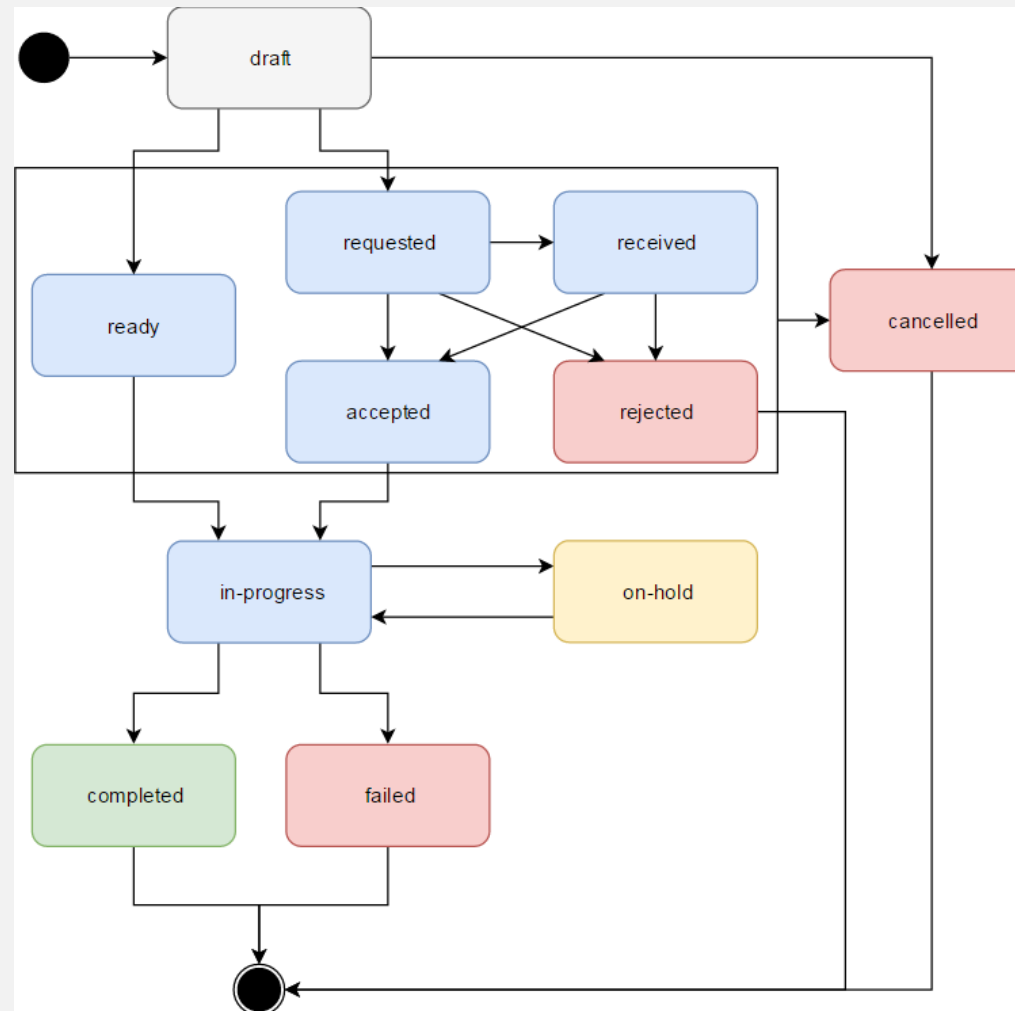 draft
requested
received
ready
cancelled
accepted
rejected
in-progress
on-hold
completed
failed